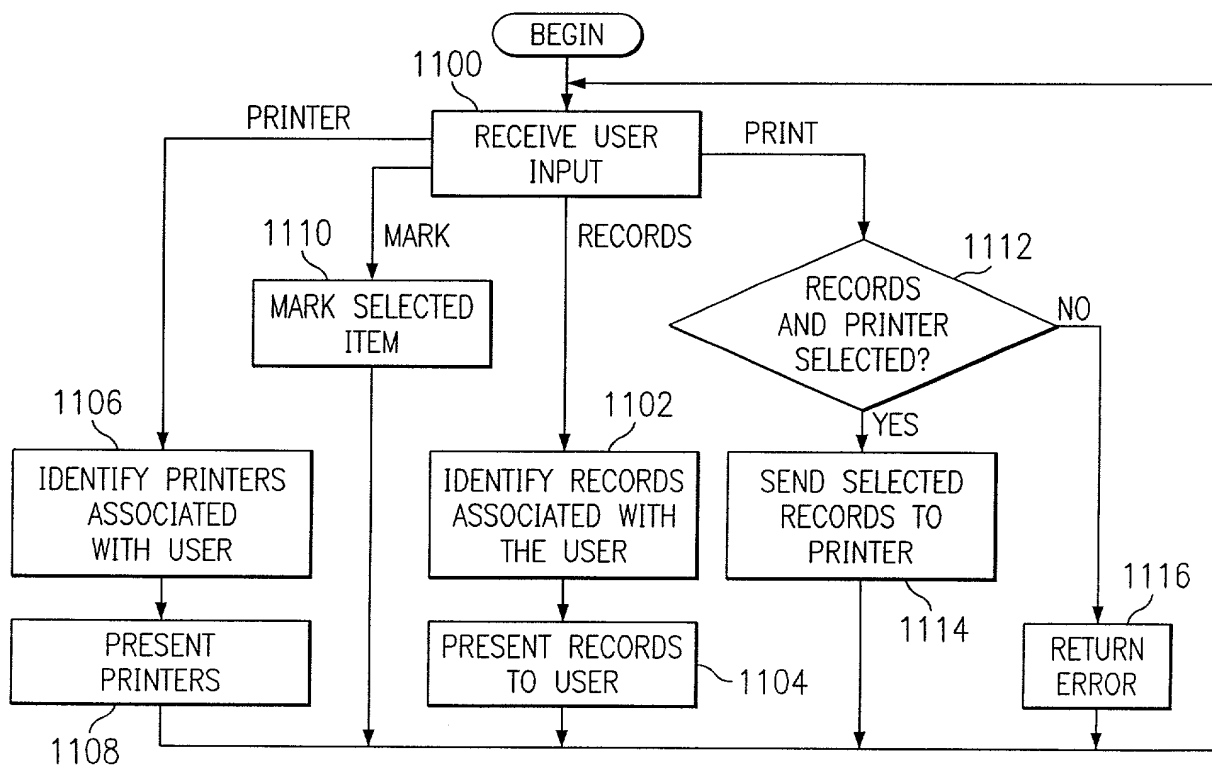 BEGIN
1100
PRINTER
RECEIVE USER
INPUT
PRINT
1110
MARK
RECORDS
1112
MARK SELECTED
ITEM
RECORDS
AND PRINTER
SELECTED?
NO
YES
1106
IDENTIFY PRINTERS
ASSOCIATED
WITH USER
1102
IDENTIFY RECORDS
ASSOCIATED WITH
THE USER
SEND SELECTED
RECORDS TO
PRINTER
1114
1116
PRESENT
PRINTERS
1108
PRESENT RECORDS
TO USER
1104
RETURN
ERROR